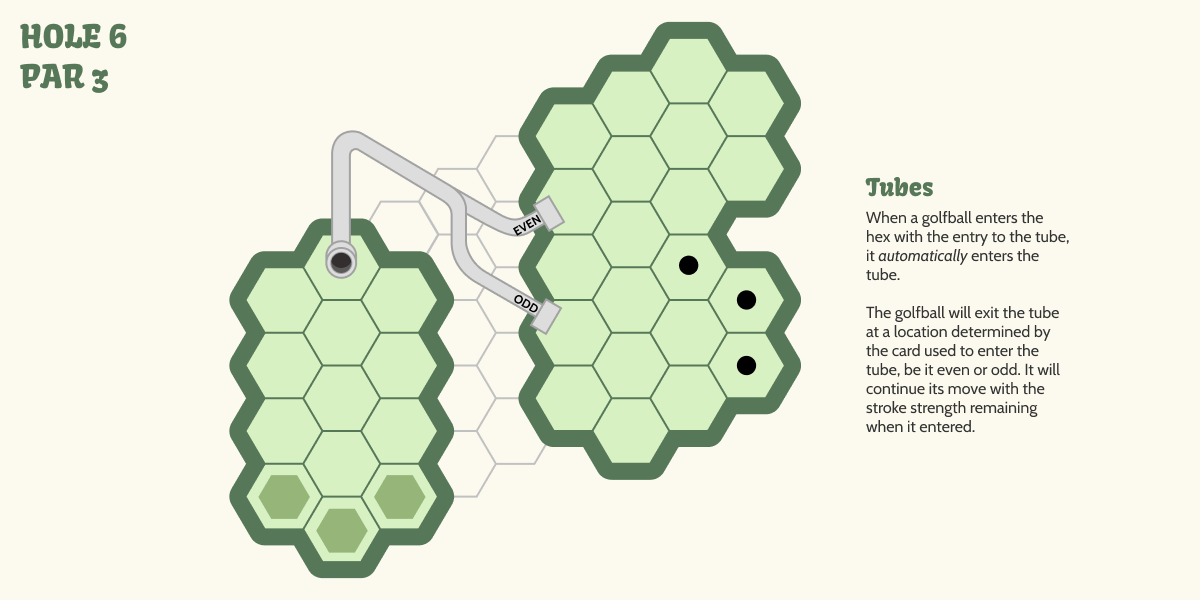 HOLE 6
PAR 3
EVEN
ODD
Tubes
When a golfball enters the
hex with the entry to the tube,
it automatically enters the
tube.
The golfball will exit the tube
at a location determined by
the card used to enter the
tube, be it even or odd. It will
continue its move with the
stroke strength remaining
when it entered.